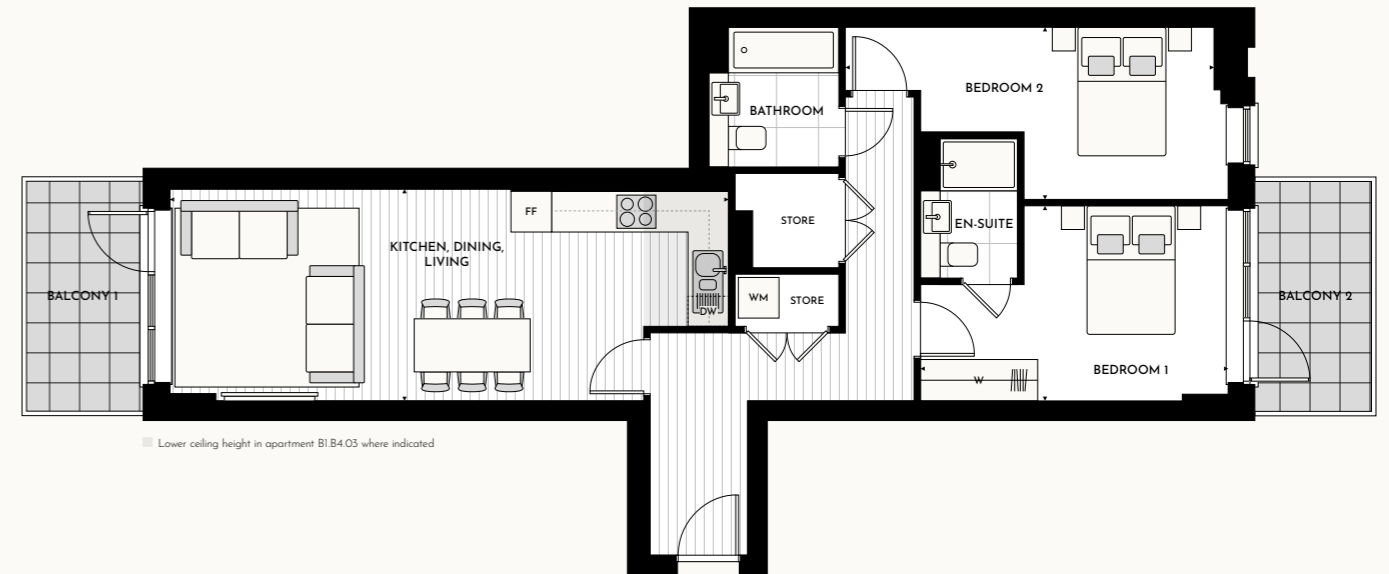 BATHROOM
BEDROOM 2
FF
KITCHEN, DINING,
LIVING
STORE
EN-SUITE
BALCONY 1
WM
STORE
DW
BALCONY 2
BEDROOM 1
W
Lower ceiling height in apartment B1.B4.03 where indicated